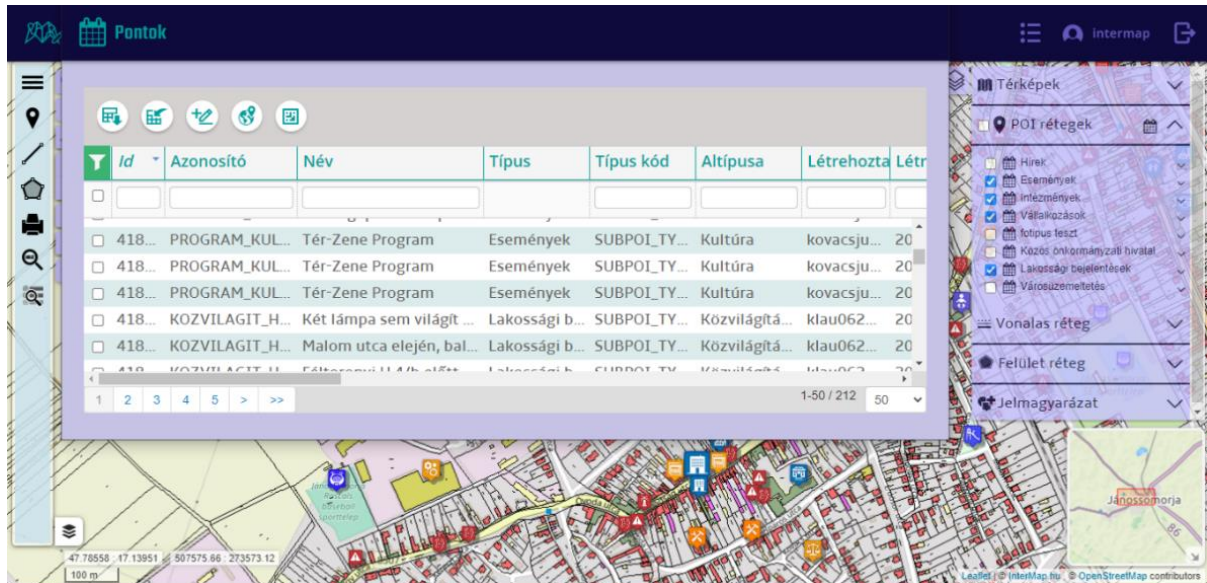 Pontok
intermap
Id Azonosító Név Típus Típus kód Altípusa Létrehozta Létr
418... PROGRAM_KUL... Tér-Zene Program Események SUBPOI_TY... Kultúra kovacsju... 20
418... PROGRAM_KUL... Tér-Zene Program Események SUBPOI_TY... Kultúra kovacsju... 20
418... PROGRAM_KUL... Tér-Zene Program Események SUBPOI_TY... Kultúra kovacsju... 20
418... KOZVILAGIT_H... Két lámpa sem világít ... Lakossági b... SUBPOI_TY... Közvilágítá... klau062... 20
418... KOZVILAGIT_H... Malom utca elején, bal... Lakossági b... SUBPOI_TY... Közvilágítá... klau062... 20
1 2 3 4 5 > >> 1-50 / 212 50
Térképek
POI rétegek
Hírek
Események
Intézmények
Vállalkozások
fotipus teszt
Közös önkormányzati hivatal
Lakossági bejelentések
Városüzemeltetés
Vonalas réteg
Felület réteg
Jelmagyarázat
Jánossomorja
86
47.78558 : 17.13951 507575.66 : 273573.12
100 m
Leaflet | © InterMap.hu | © OpenStreetMap contributors